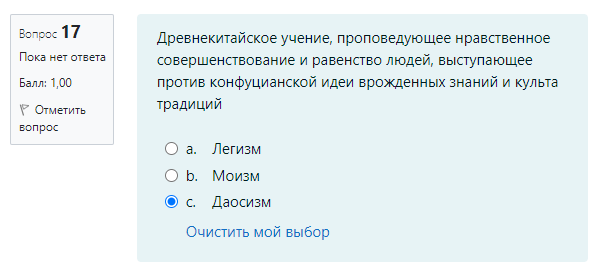 Вопрос 17
Пока нет ответа
Балл: 1,00
Отметить
вопрос
Древнекитайское учение, проповедующее нравственное
совершенствование и равенство людей, выступающее
против конфуцианской идеи врожденных знаний и культа
традиций
a. Легизм
b. Моизм
c. Даосизм
Очистить мой выбор